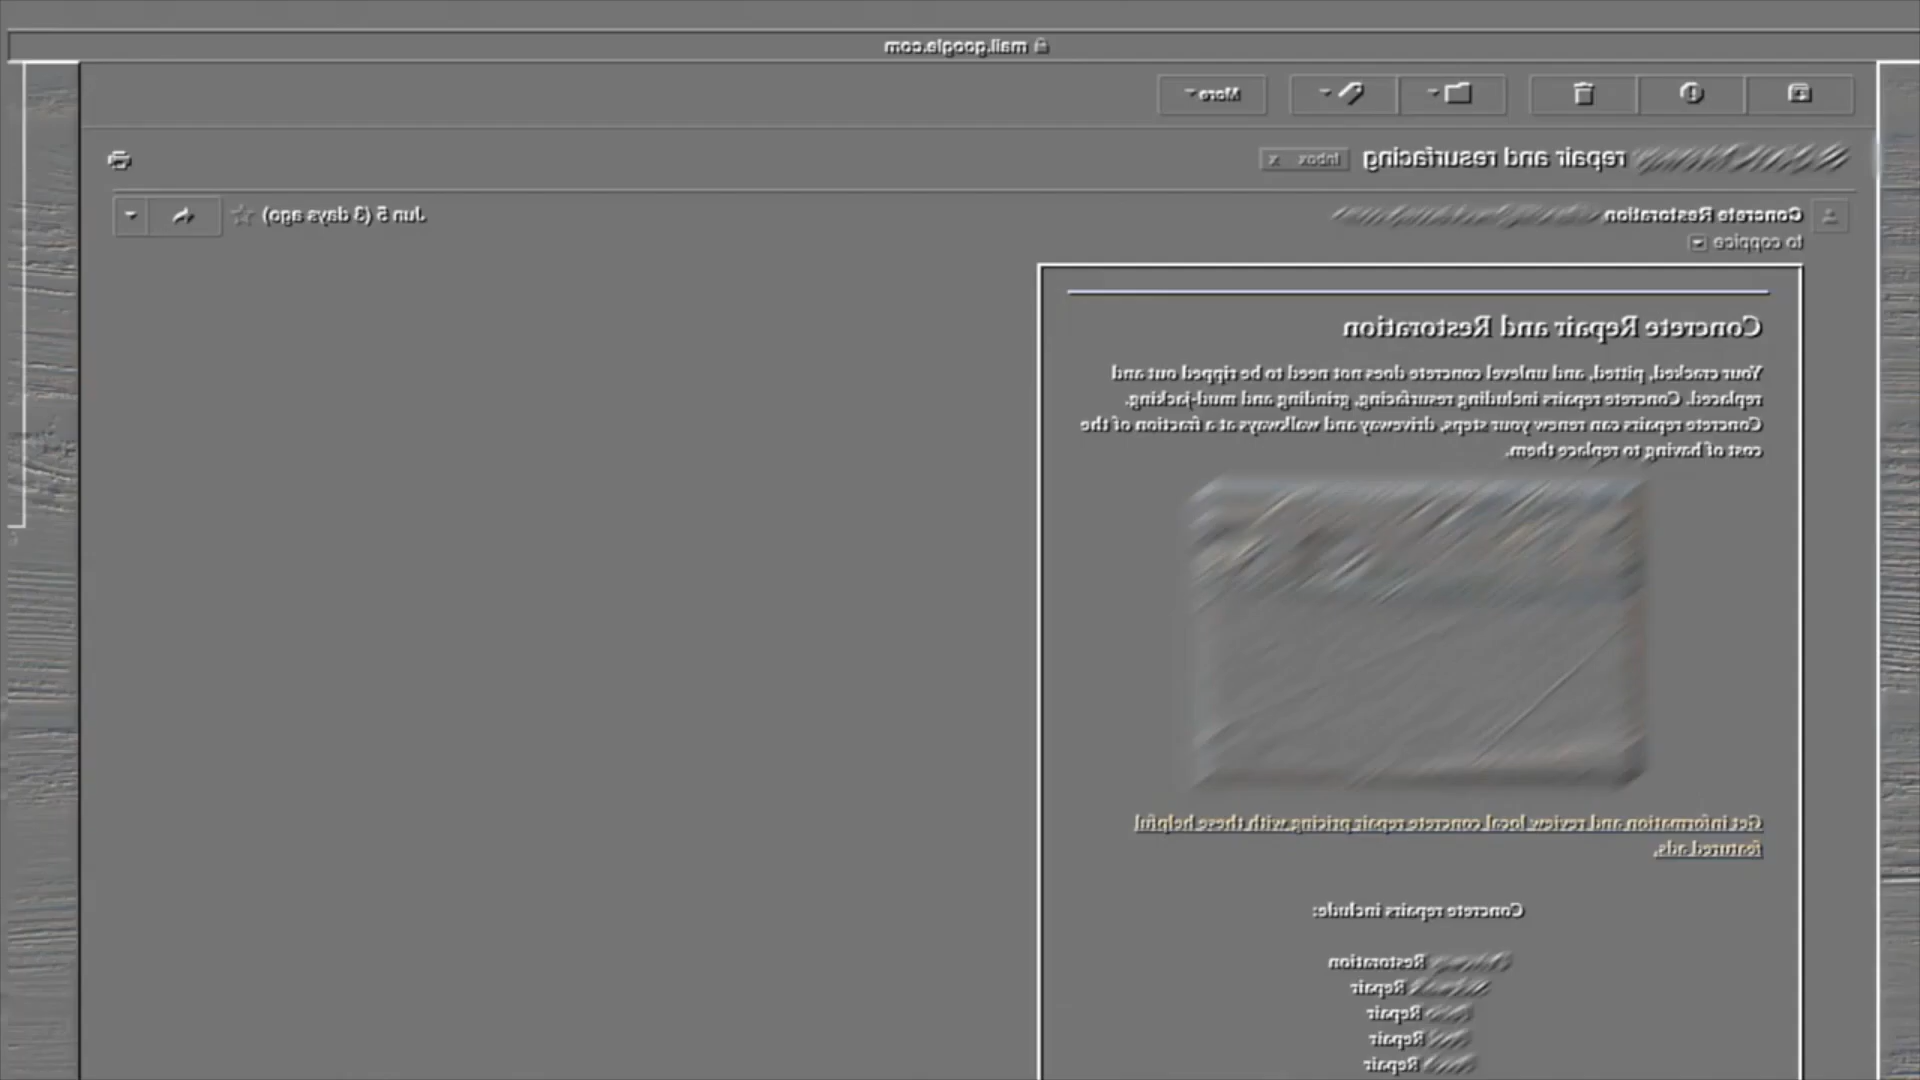 mail.google.com
More
repair and resurfacing Inbox x
Concrete Restoration
Jun 5 (3 days ago)
to coppice
Concrete Repair and Restoration
Your cracked, pitted, and unlevel concrete does not need to be ripped out and
replaced. Concrete repairs including resurfacing, grinding and mud-jacking.
Concrete repairs can renew your steps, driveway and walkways at a fraction of the
cost of having to replace them.
Get information and review local concrete repair pricing with these helpful
featured ads.
Concrete repairs include:
Restoration
Repair
Repair
Repair
Repair